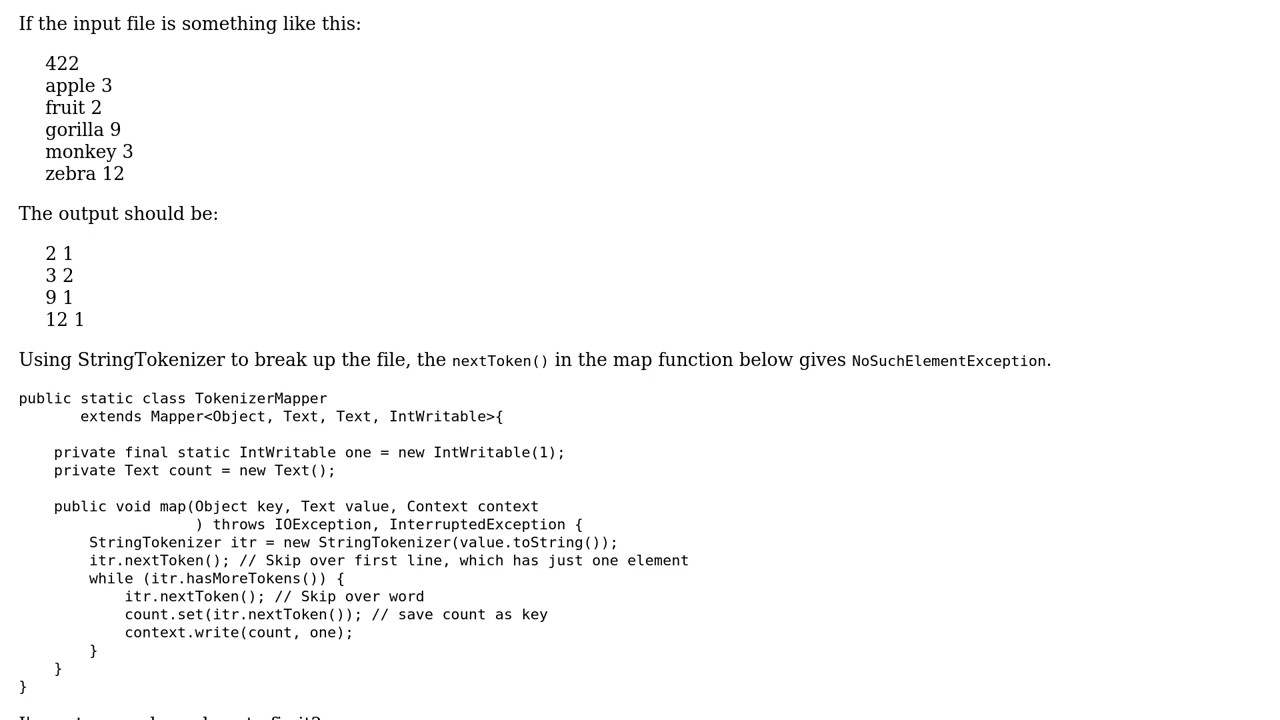 If the input file is something like this:
422
apple 3
fruit 2
gorilla 9
monkey 3
zebra 12
The output should be:
2 1
3 2
9 1
12 1
Using StringTokenizer to break up the file, the nextToken() in the map function below gives NoSuchElementException.
public static class TokenizerMapper
       extends Mapper<Object, Text, Text, IntWritable>{
    private final static IntWritable one = new IntWritable(1);
    private Text count = new Text();
    public void map(Object key, Text value, Context context
                    ) throws IOException, InterruptedException {
        StringTokenizer itr = new StringTokenizer(value.toString());
        itr.nextToken(); // Skip over first line, which has just one element
        while (itr.hasMoreTokens()) {
            itr.nextToken(); // Skip over word
            count.set(itr.nextToken()); // save count as key
            context.write(count, one);
        }
    }
}